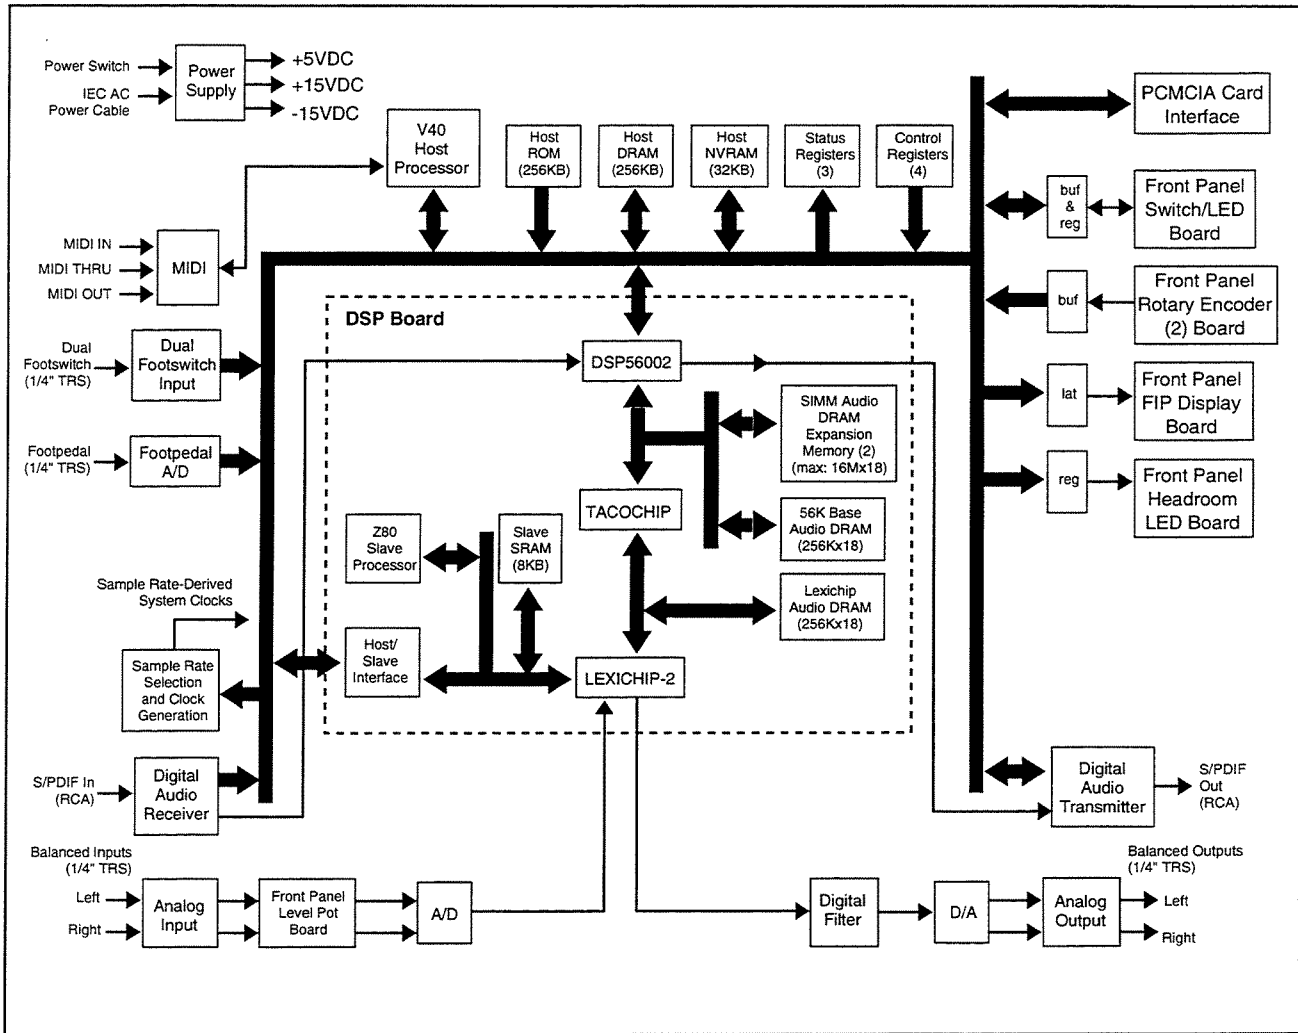 Power Switch
IEC AC
Power Cable
Power
Supply
+5VDC
+15VDC
-15VDC
V40
Host
Processor
Host
ROM
(256KB)
Host
DRAM
(256KB)
Host
NVRAM
(32KB)
Status
Registers
(3)
Control
Registers
(4)
PCMCIA Card
Interface
buf
&
reg
Front Panel
Switch/LED
Board
MIDI IN
MIDI THRU
MIDI OUT
MIDI
buf
Front Panel
Rotary Encoder
(2) Board
DSP Board
Dual
Footswitch
(1/4" TRS)
Dual
Footswitch
Input
DSP56002
lat
Front Panel
FIP Display
Board
SIMM Audio
DRAM
Expansion
Memory (2)
(max: 16Mx18)
Footpedal
(1/4" TRS)
Footpedal
A/D
reg
Front Panel
Headroom
LED Board
TACOCHIP
56K Base
Audio DRAM
(256Kx18)
Z80
Slave
Processor
Slave
SRAM
(8KB)
Sample Rate-Derived
System Clocks
Lexichip
Audio DRAM
(256Kx18)
Sample Rate
Selection
and Clock
Generation
Host/
Slave
Interface
LEXICHIP-2
S/PDIF In
(RCA)
Digital
Audio
Receiver
Digital
Audio
Transmitter
S/PDIF
Out
(RCA)
Balanced Inputs
(1/4" TRS)
Left
Right
Analog
Input
Front Panel
Level Pot
Board
A/D
Digital
Filter
D/A
Analog
Output
Balanced Outputs
(1/4" TRS)
Left
Right